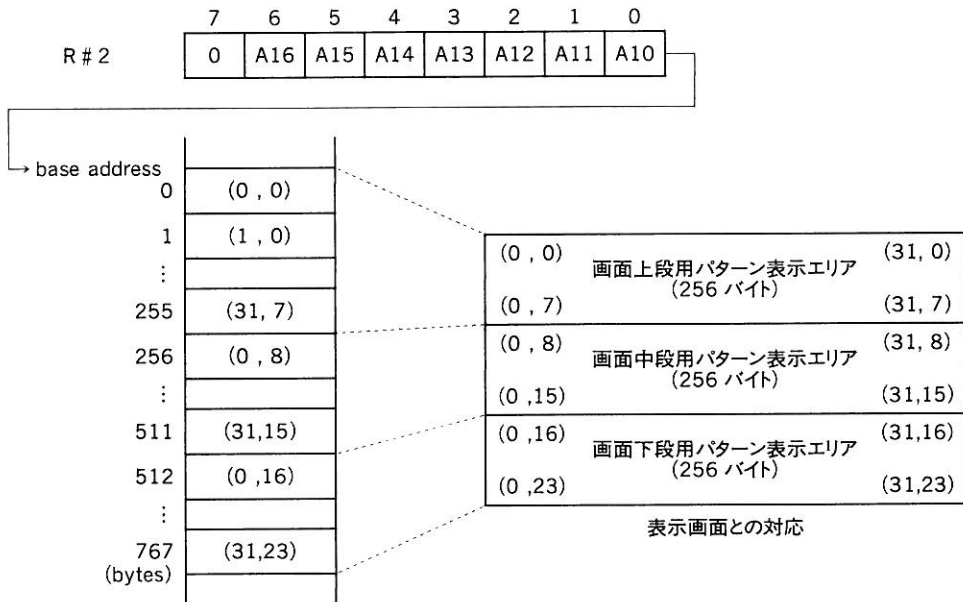 7 6 5 4 3 2 1 0
R#2 0 A16 A15 A14 A13 A12 A11 A10
base address
0 (0 , 0)
1 (1 , 0)
⋮
255 (31, 7)
256 (0 , 8)
⋮
511 (31,15)
512 (0 ,16)
⋮
767 (31,23)
(bytes)
(0 , 0) (31, 0)
画面上段用パターン表示エリア
(256 バイト)
(0 , 7) (31, 7)
(0 , 8) (31, 8)
画面中段用パターン表示エリア
(256 バイト)
(0 ,15) (31,15)
(0 ,16) (31,16)
画面下段用パターン表示エリア
(256 バイト)
(0 ,23) (31,23)
表示画面との対応